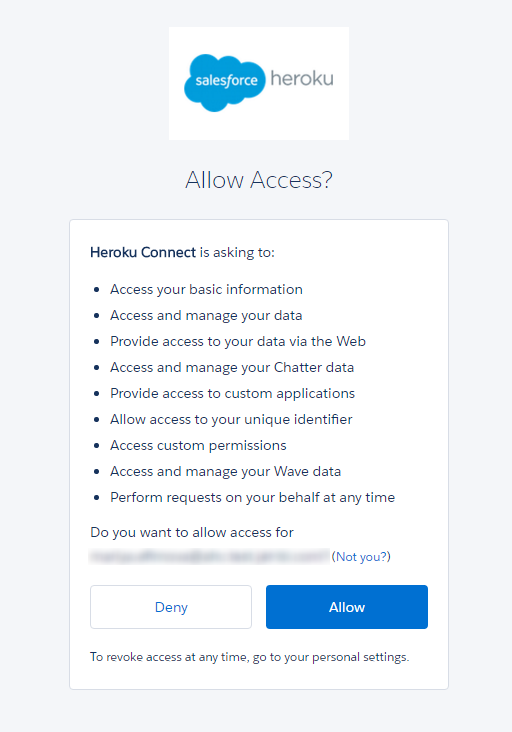 salesforce heroku
Allow Access?
Heroku Connect is asking to:
Access your basic information
Access and manage your data
Provide access to your data via the Web
Access and manage your Chatter data
Provide access to custom applications
Allow access to your unique identifier
Access custom permissions
Access and manage your Wave data
Perform requests on your behalf at any time
Do you want to allow access for
(Not you?)
Deny Allow
To revoke access at any time, go to your personal settings.